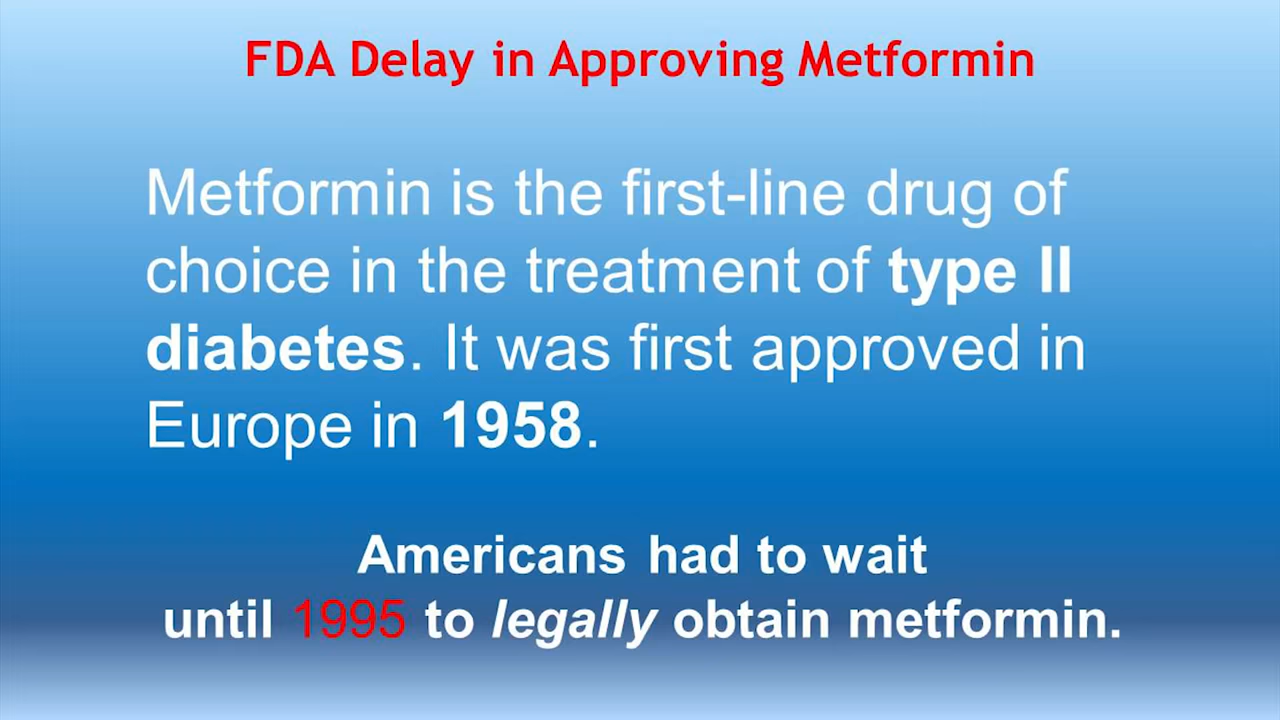 FDA Delay in Approving Metformin
Metformin is the first-line drug of
choice in the treatment of type II
diabetes. It was first approved in
Europe in 1958.
Americans had to wait
until 1995 to legally obtain metformin.